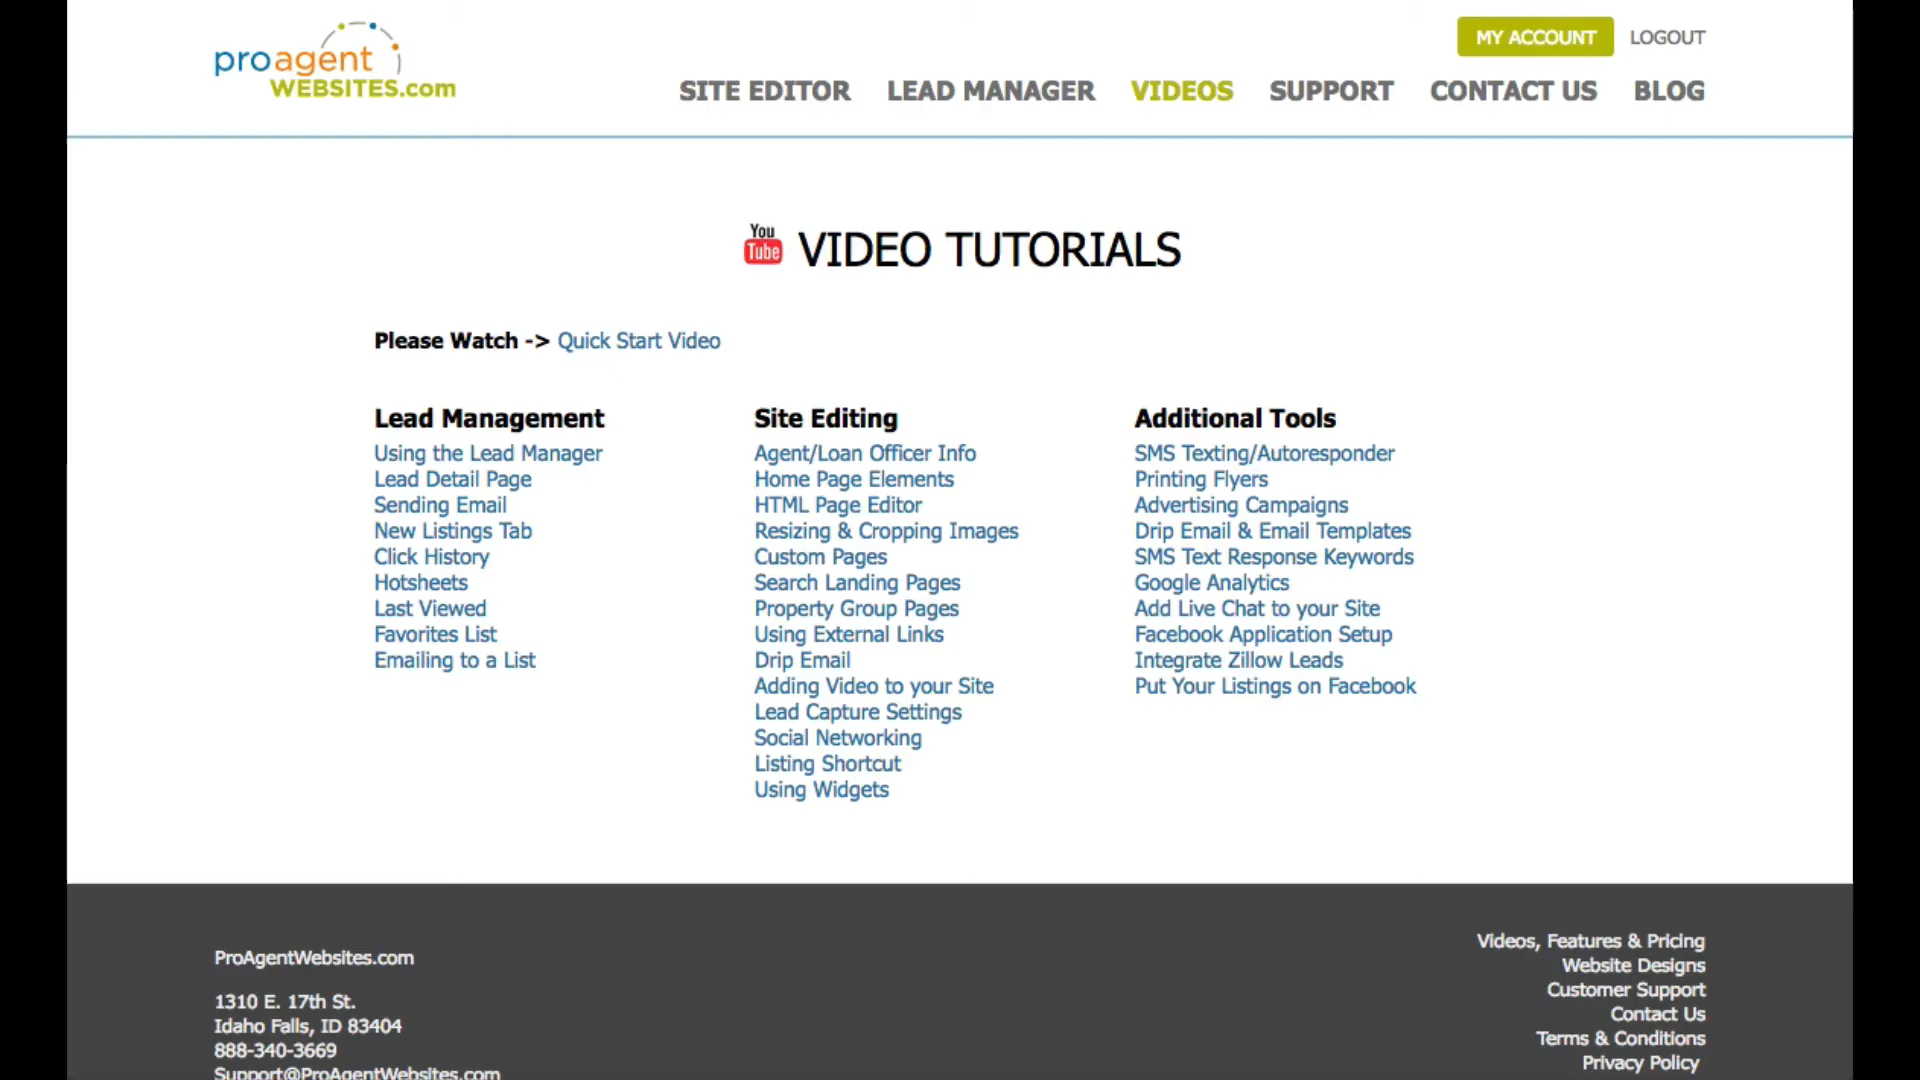 proagent
WEBSITES.com
MY ACCOUNT LOGOUT
SITE EDITOR LEAD MANAGER VIDEOS SUPPORT CONTACT US BLOG
You
Tube
VIDEO TUTORIALS
Please Watch -> Quick Start Video
Lead Management
Using the Lead Manager
Lead Detail Page
Sending Email
New Listings Tab
Click History
Hotsheets
Last Viewed
Favorites List
Emailing to a List
Site Editing
Agent/Loan Officer Info
Home Page Elements
HTML Page Editor
Resizing & Cropping Images
Custom Pages
Search Landing Pages
Property Group Pages
Using External Links
Drip Email
Adding Video to your Site
Lead Capture Settings
Social Networking
Listing Shortcut
Using Widgets
Additional Tools
SMS Texting/Autoresponder
Printing Flyers
Advertising Campaigns
Drip Email & Email Templates
SMS Text Response Keywords
Google Analytics
Add Live Chat to your Site
Facebook Application Setup
Integrate Zillow Leads
Put Your Listings on Facebook
ProAgentWebsites.com
1310 E. 17th St.
Idaho Falls, ID 83404
888-340-3669
Support@ProAgentWebsites.com
Videos, Features & Pricing
Website Designs
Customer Support
Contact Us
Terms & Conditions
Privacy Policy